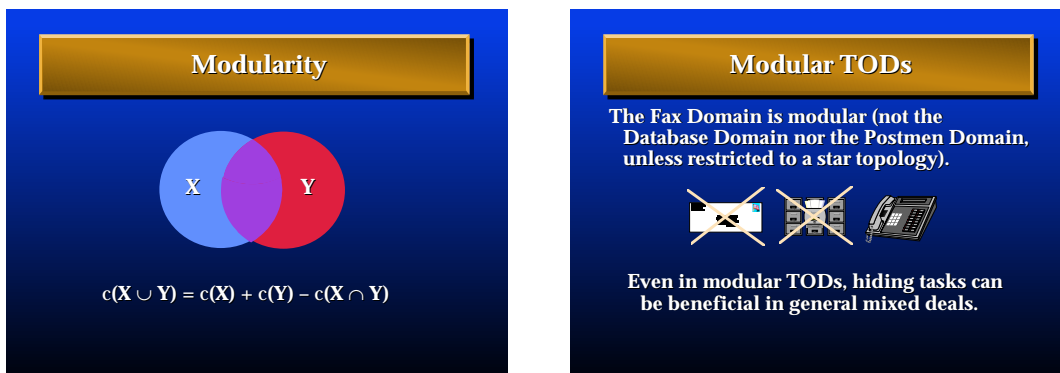 Modularity
X
Y
c(X ∪ Y) = c(X) + c(Y) – c(X ∩ Y)
Modular TODs
The Fax Domain is modular (not the
Database Domain nor the Postmen Domain,
unless restricted to a star topology).
Even in modular TODs, hiding tasks can
be beneficial in general mixed deals.